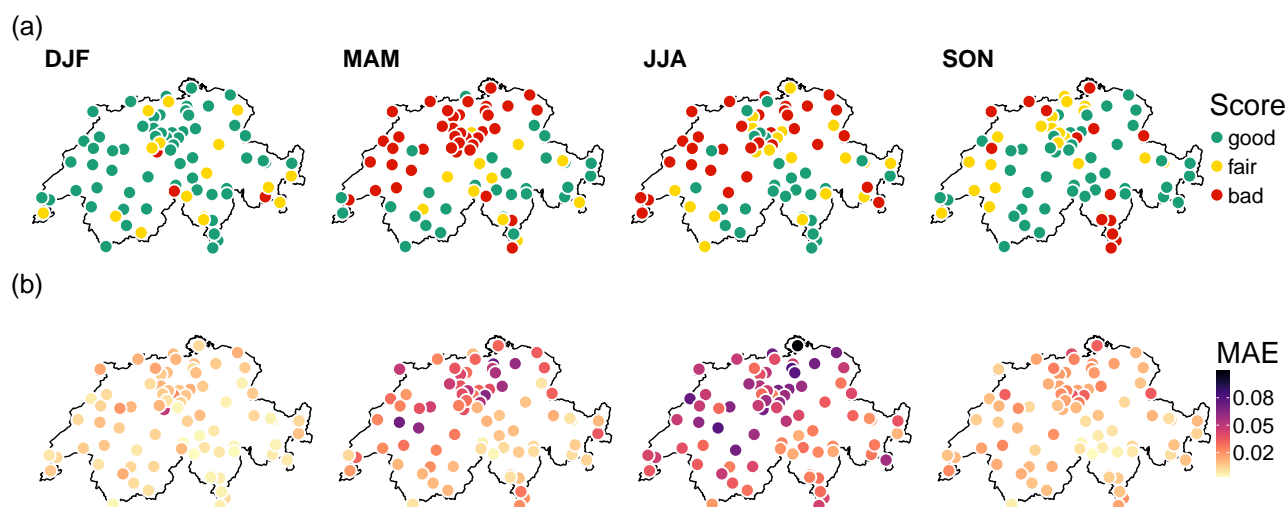 (a)
DJF MAM JJA SON
Score
good
fair
bad
(b)
MAE
0.08
0.05
0.02